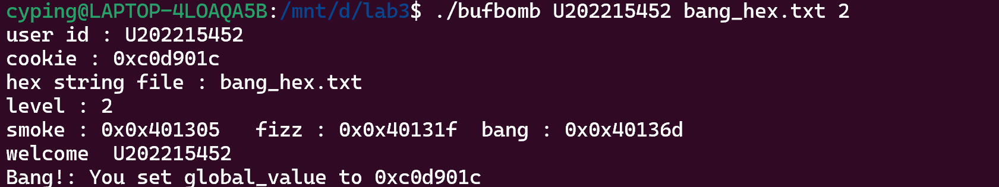 cyping@LAPTOP-4LOAQA5B:/mnt/d/lab3$ ./bufbomb U202215452 bang_hex.txt 2
user id : U202215452
cookie : 0xc0d901c
hex string file : bang_hex.txt
level : 2
smoke : 0x0x401305   fizz : 0x0x40131f  bang : 0x0x40136d
welcome  U202215452
Bang!: You set global_value to 0xc0d901c